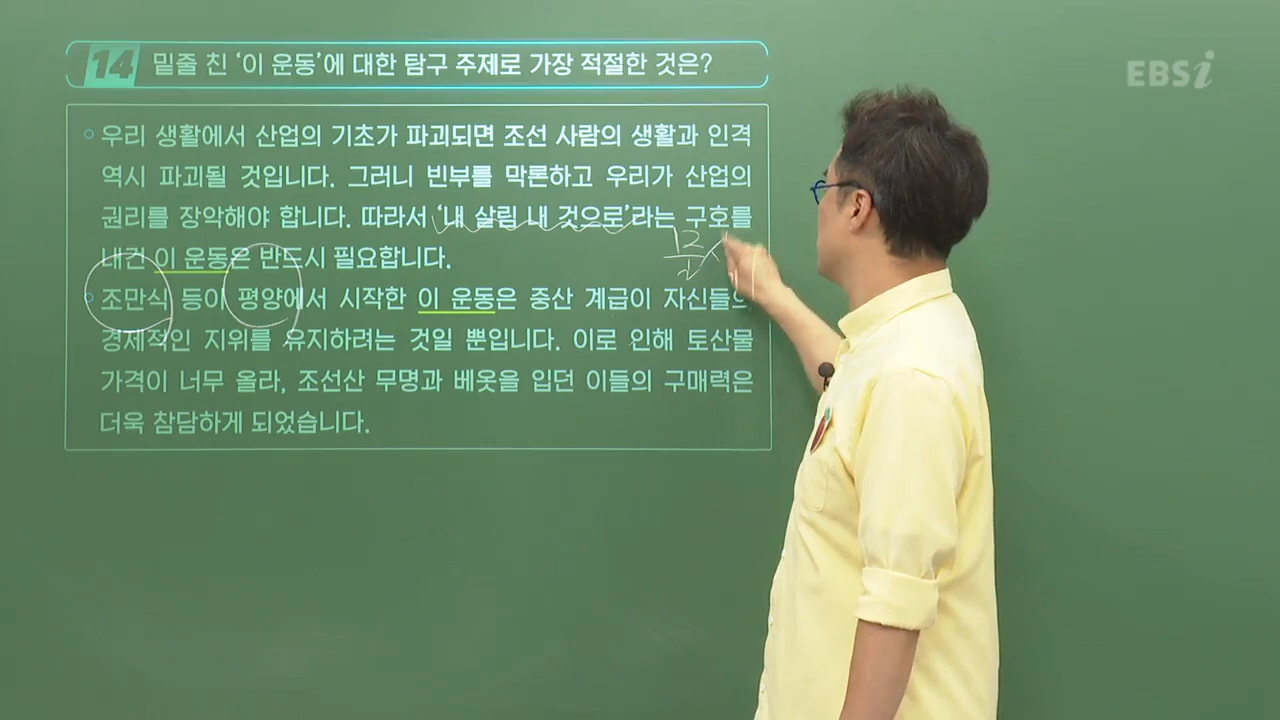 14 밑줄 친 '이 운동'에 대한 탐구 주제로 가장 적절한 것은?
EBSi
우리 생활에서 산업의 기초가 파괴되면 조선 사람의 생활과 인격
역시 파괴될 것입니다. 그러니 빈부를 막론하고 우리가 산업의
권리를 장악해야 합니다. 따라서 '내 살림 내 것으로'라는 구호를
내건 이 운동은 반드시 필요합니다.
조만식 등이 평양에서 시작한 이 운동은 중산 계급이 자신들의
경제적인 지위를 유지하려는 것일 뿐입니다. 이로 인해 토산물
가격이 너무 올라, 조선산 무명과 베옷을 입던 이들의 구매력은
더욱 참담하게 되었습니다.